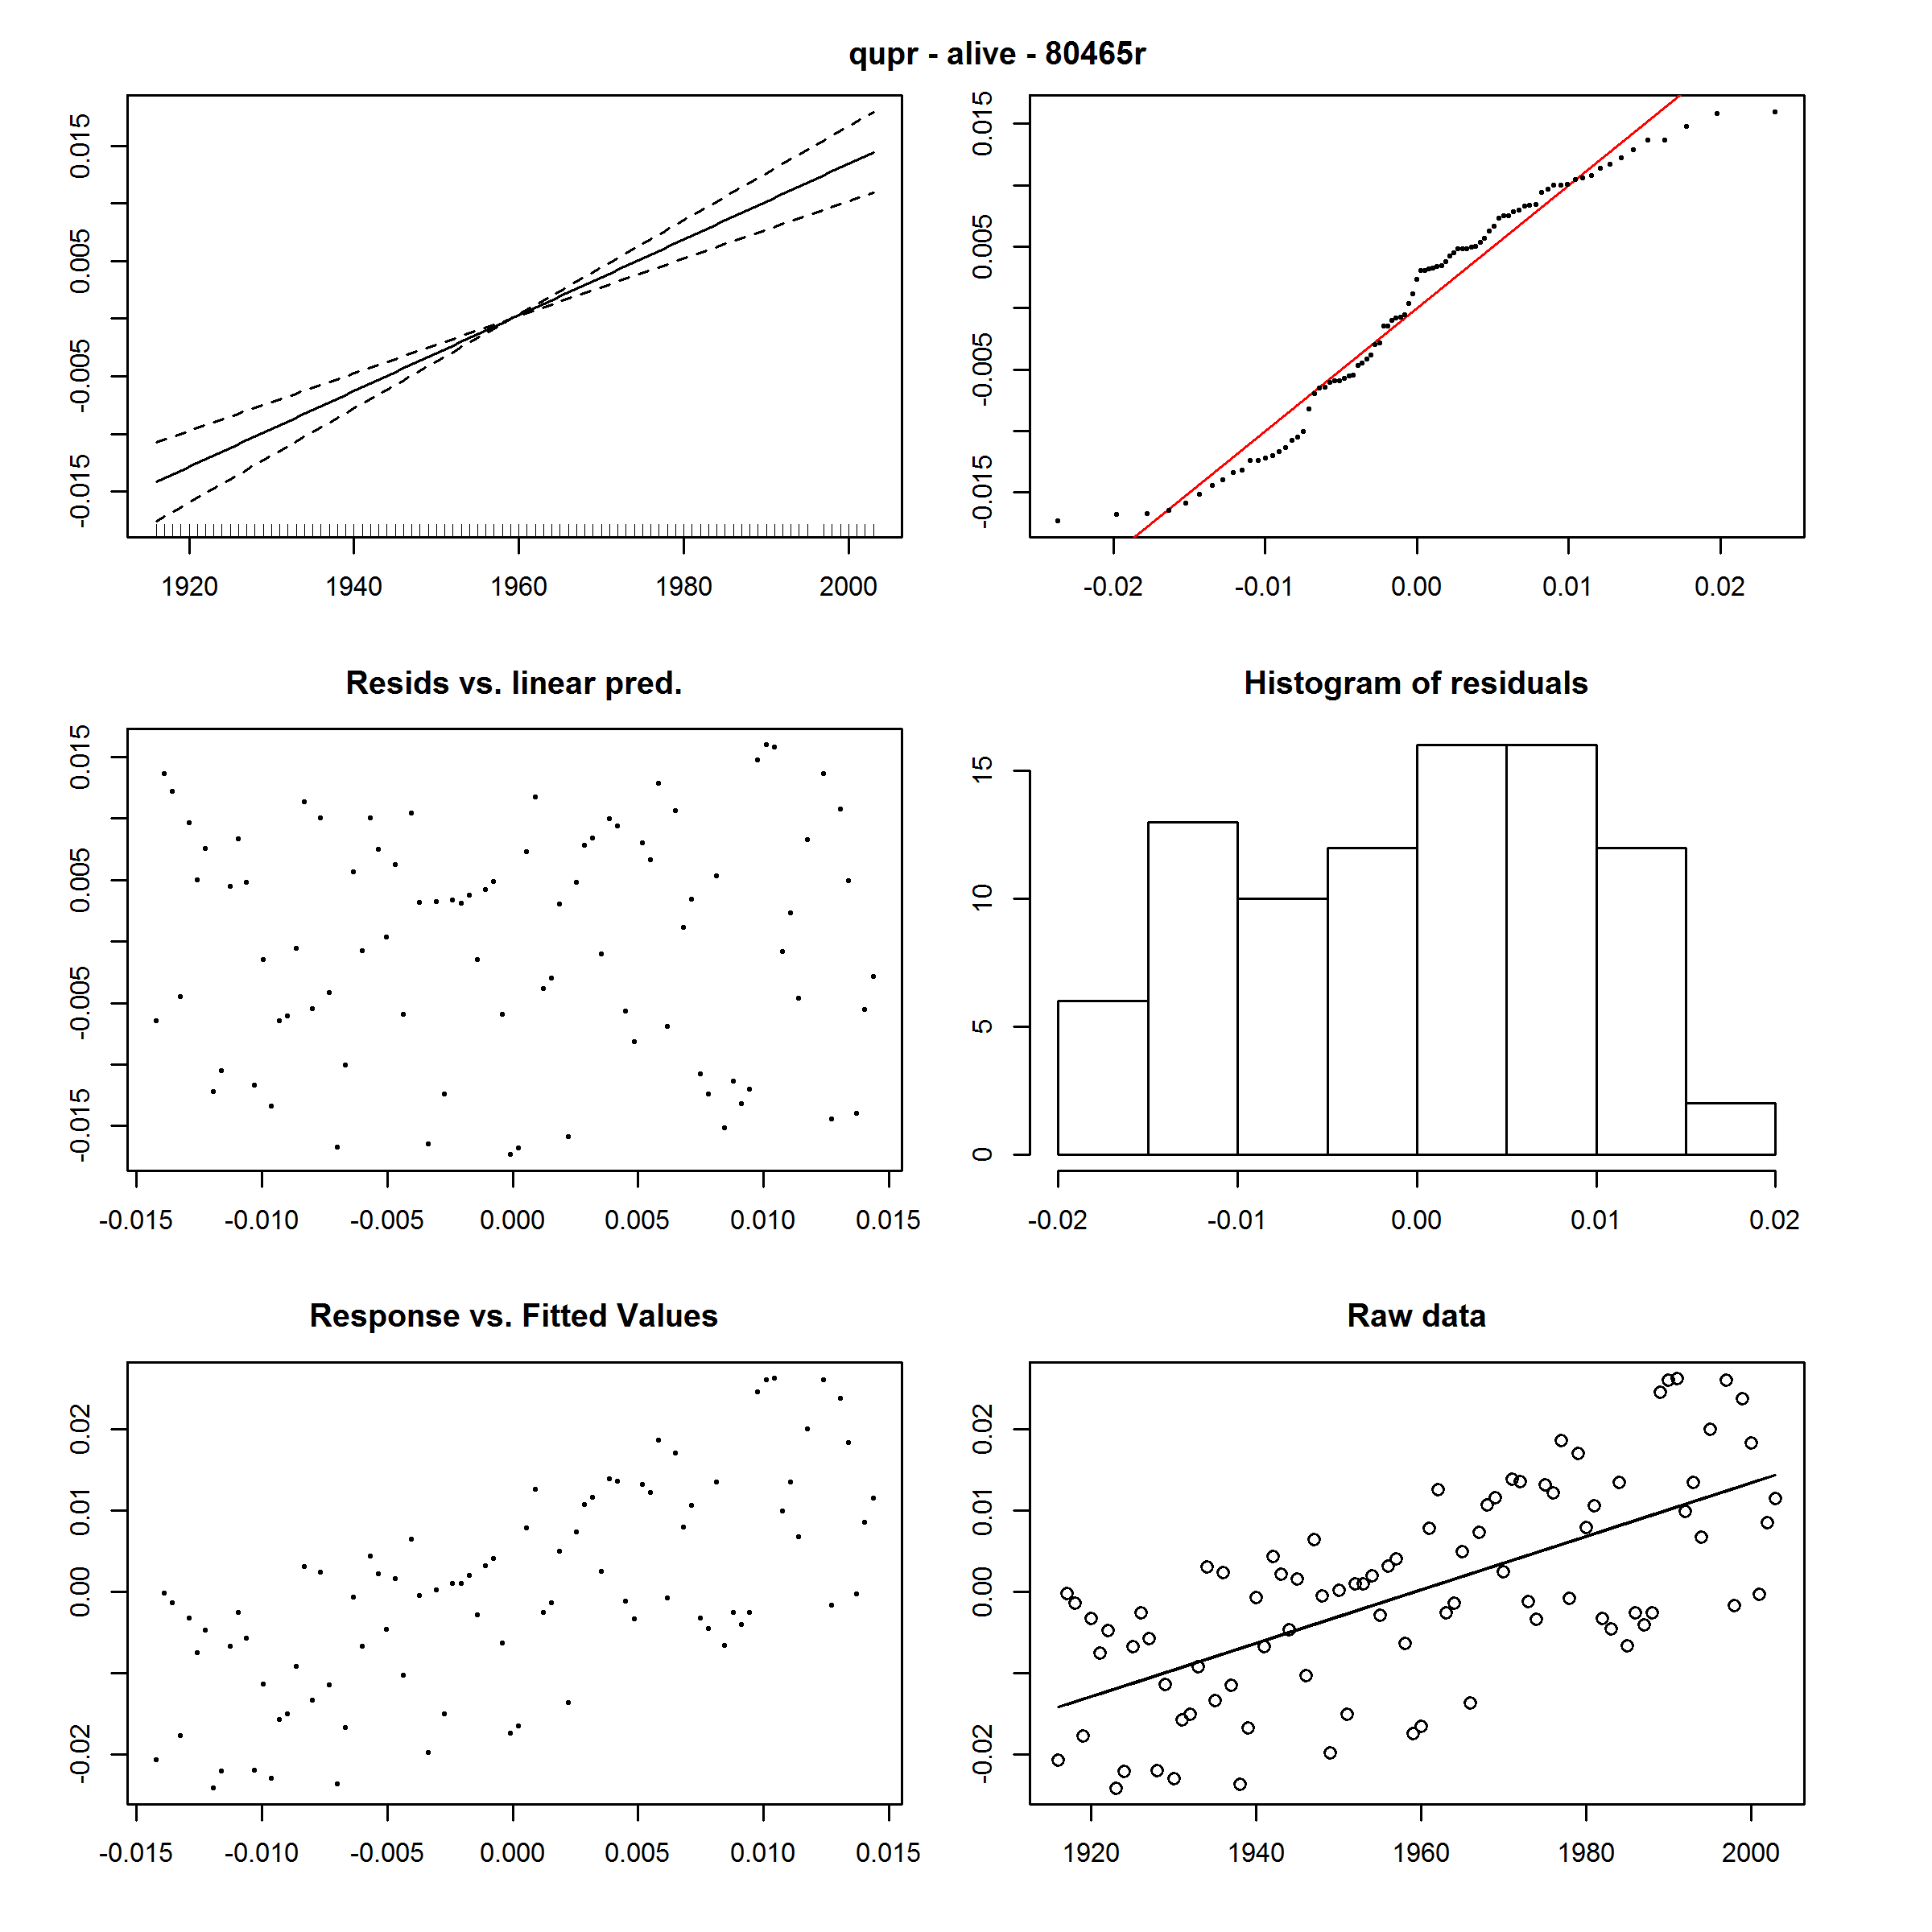 qupr - alive - 80465r
0.015
0.005
-0.005
-0.015
1920 1940 1960 1980 2000
0.015
0.005
-0.005
-0.015
-0.02 -0.01 0.00 0.01 0.02
Resids vs. linear pred.
0.015
0.005
-0.005
-0.015
-0.015 -0.010 -0.005 0.000 0.005 0.010 0.015
Histogram of residuals
15
10
5
0
-0.02 -0.01 0.00 0.01 0.02
Response vs. Fitted Values
0.02
0.01
0.00
-0.02
-0.015 -0.010 -0.005 0.000 0.005 0.010 0.015
Raw data
0.02
0.01
0.00
-0.02
1920 1940 1960 1980 2000